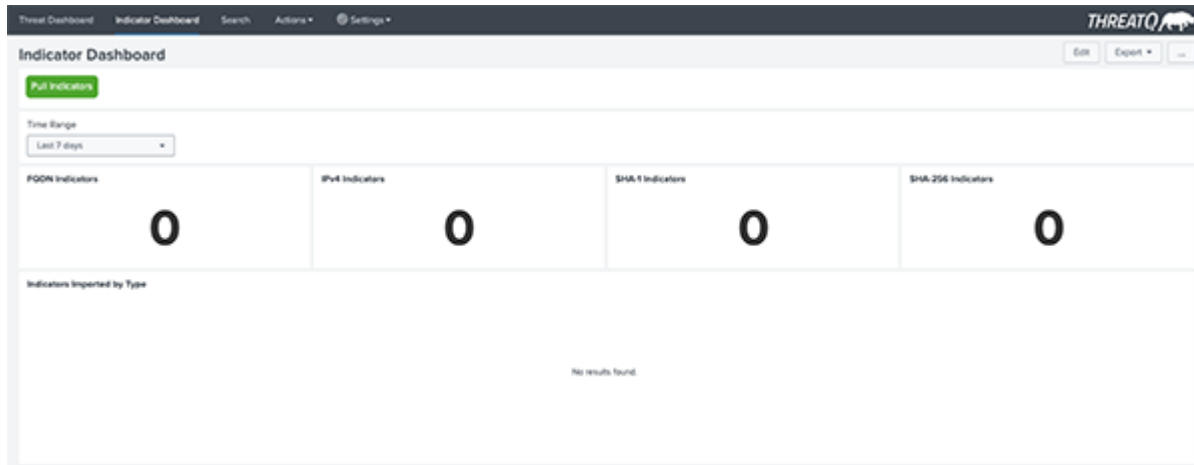 Threat Dashboard Indicator Dashboard Search Actions Settings THREATQ
Indicator Dashboard Edit Export ...
Pull Indicators
Time Range
Last 7 days
FQDN Indicators IPv4 Indicators SHA-1 Indicators SHA-256 Indicators
0 0 0 0
Indicators Imported by Type
No results found.